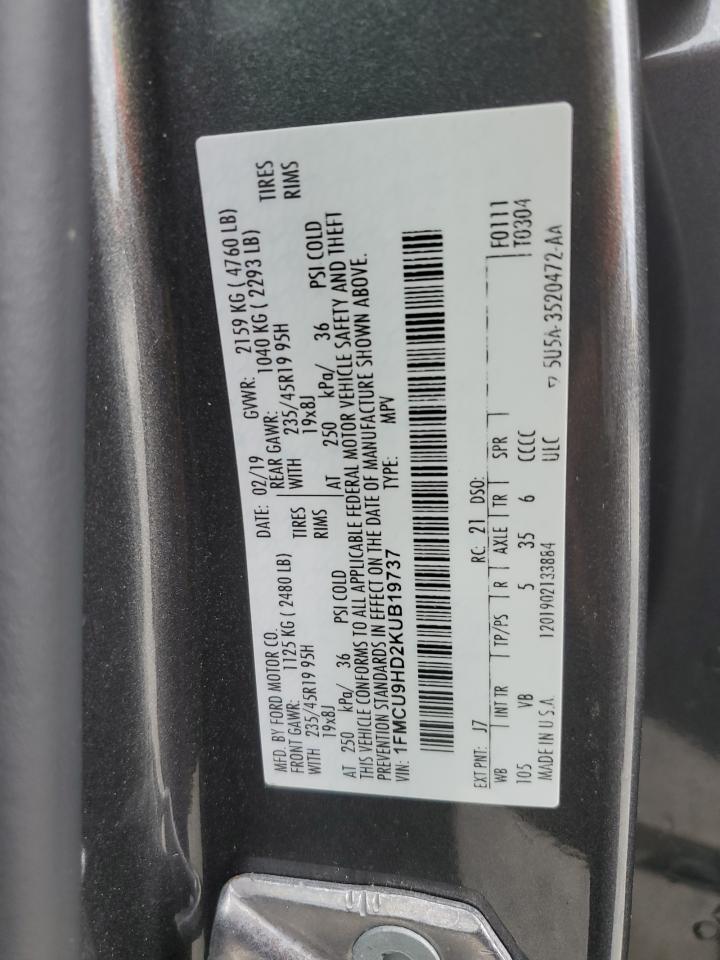 MFD. BY FORD MOTOR CO.
DATE: 02/19 GVWR: 2159 KG ( 4760 LB)
FRONT GAWR: 1125 KG ( 2480 LB) REAR GAWR: 1040 KG ( 2293 LB)
WITH 235/45R19 95H TIRES WITH 235/45R19 95H TIRES
19x8J RIMS 19x8J RIMS
AT 250 kPa/ 36 PSI COLD AT 250 kPa/ 36 PSI COLD
THIS VEHICLE CONFORMS TO ALL APPLICABLE FEDERAL MOTOR VEHICLE SAFETY AND THEFT
PREVENTION STANDARDS IN EFFECT ON THE DATE OF MANUFACTURE SHOWN ABOVE.
VIN: 1FMCU9HD2KUB19737 TYPE: MPV
EXT PNT: J7 RC: 21 DSO: F0111
WB INT TR TP/PS R AXLE TR SPR T0304
105 VB 5 35 6 CCCC
MADE IN U.S.A. 1201902133884 ULC 5U5A-3520472-AA